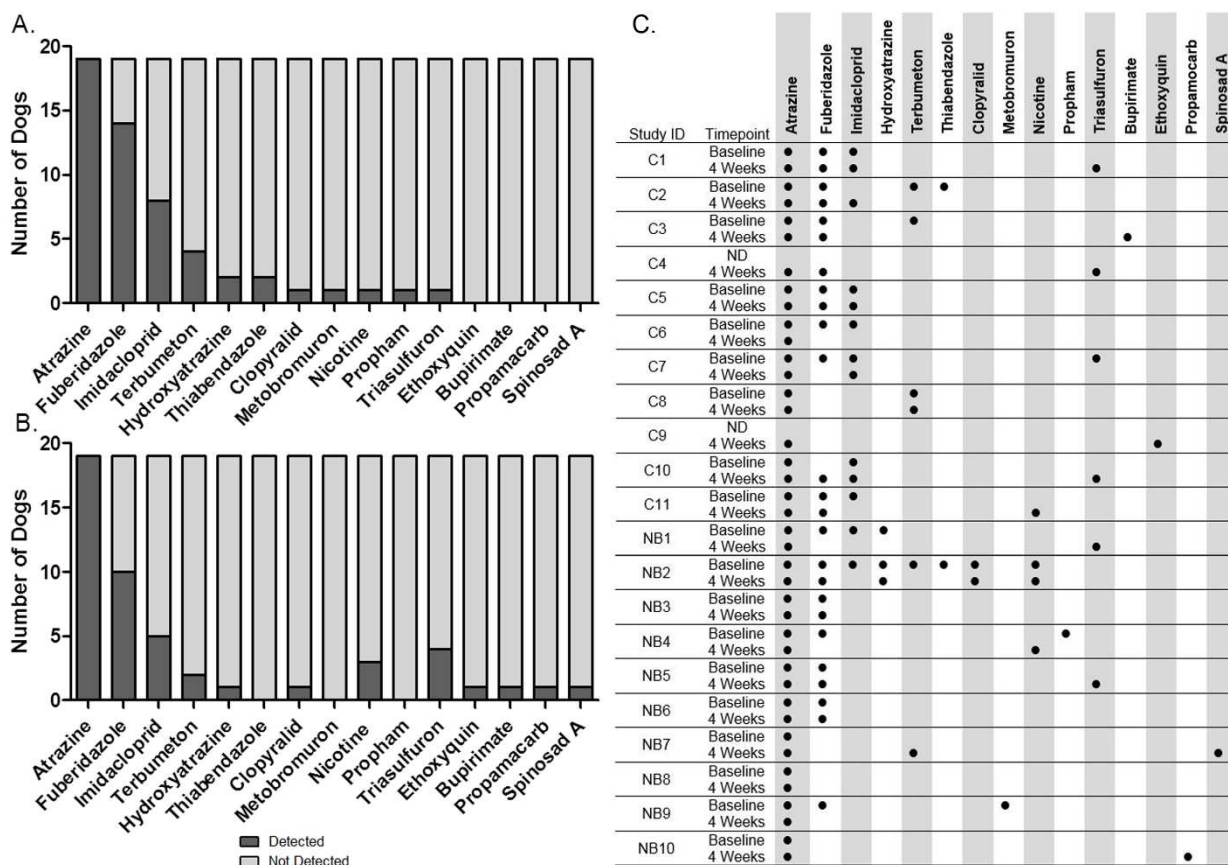 A.
Number of Dogs
20
15
10
5
0
Atrazine
Fuberidazole
Imidacloprid
Terbumeton
Hydroxyatrazine
Thiabendazole
Clopyralid
Metobromuron
Nicotine
Propham
Triasulfuron
Ethoxyquin
Bupirimate
Propamacarb
Spinosad A
B.
Number of Dogs
20
15
10
5
0
Atrazine
Fuberidazole
Imidacloprid
Terbumeton
Hydroxyatrazine
Thiabendazole
Clopyralid
Metobromuron
Nicotine
Propham
Triasulfuron
Ethoxyquin
Bupirimate
Propamacarb
Spinosad A
Detected
Not Detected
C.
Study ID Timepoint Atrazine Fuberidazole Imidacloprid Hydroxyatrazine Terbumeton Thiabendazole Clopyralid Metobromuron Nicotine Propham Triasulfuron Bupirimate Ethoxyquin Propamocarb Spinosad A
C1 Baseline
4 Weeks
C2 Baseline
4 Weeks
C3 Baseline
4 Weeks
C4 ND
4 Weeks
C5 Baseline
4 Weeks
C6 Baseline
4 Weeks
C7 Baseline
4 Weeks
C8 Baseline
4 Weeks
C9 ND
4 Weeks
C10 Baseline
4 Weeks
C11 Baseline
4 Weeks
NB1 Baseline
4 Weeks
NB2 Baseline
4 Weeks
NB3 Baseline
4 Weeks
NB4 Baseline
4 Weeks
NB5 Baseline
4 Weeks
NB6 Baseline
4 Weeks
NB7 Baseline
4 Weeks
NB8 Baseline
4 Weeks
NB9 Baseline
4 Weeks
NB10 Baseline
4 Weeks